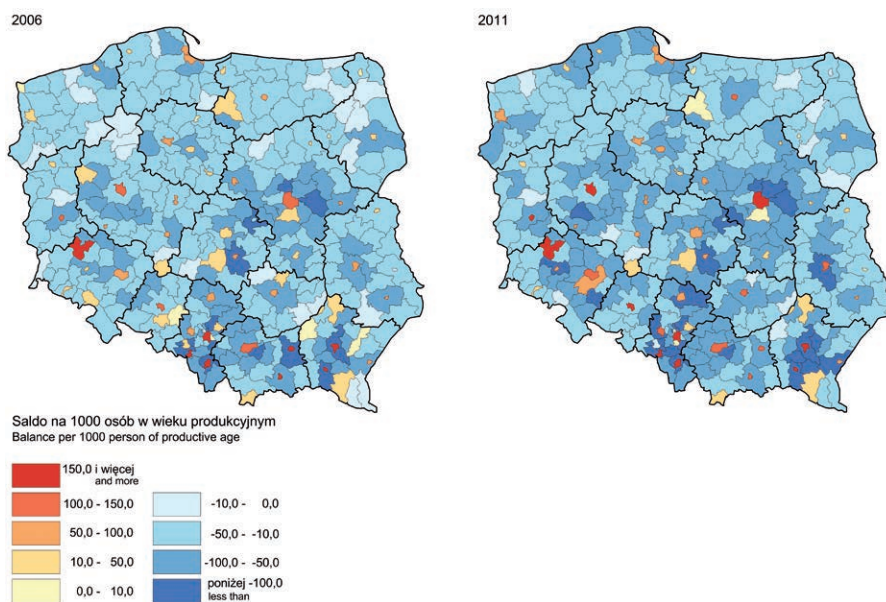 2006
2011
Saldo na 1000 osób w wieku produkcyjnym
Balance per 1000 person of productive age
150,0 i więcej
and more
100,0 - 150,0
50,0 - 100,0
10,0 - 50,0
0,0 - 10,0
-10,0 - 0,0
-50,0 - -10,0
-100,0 - -50,0
poniżej -100,0
less than